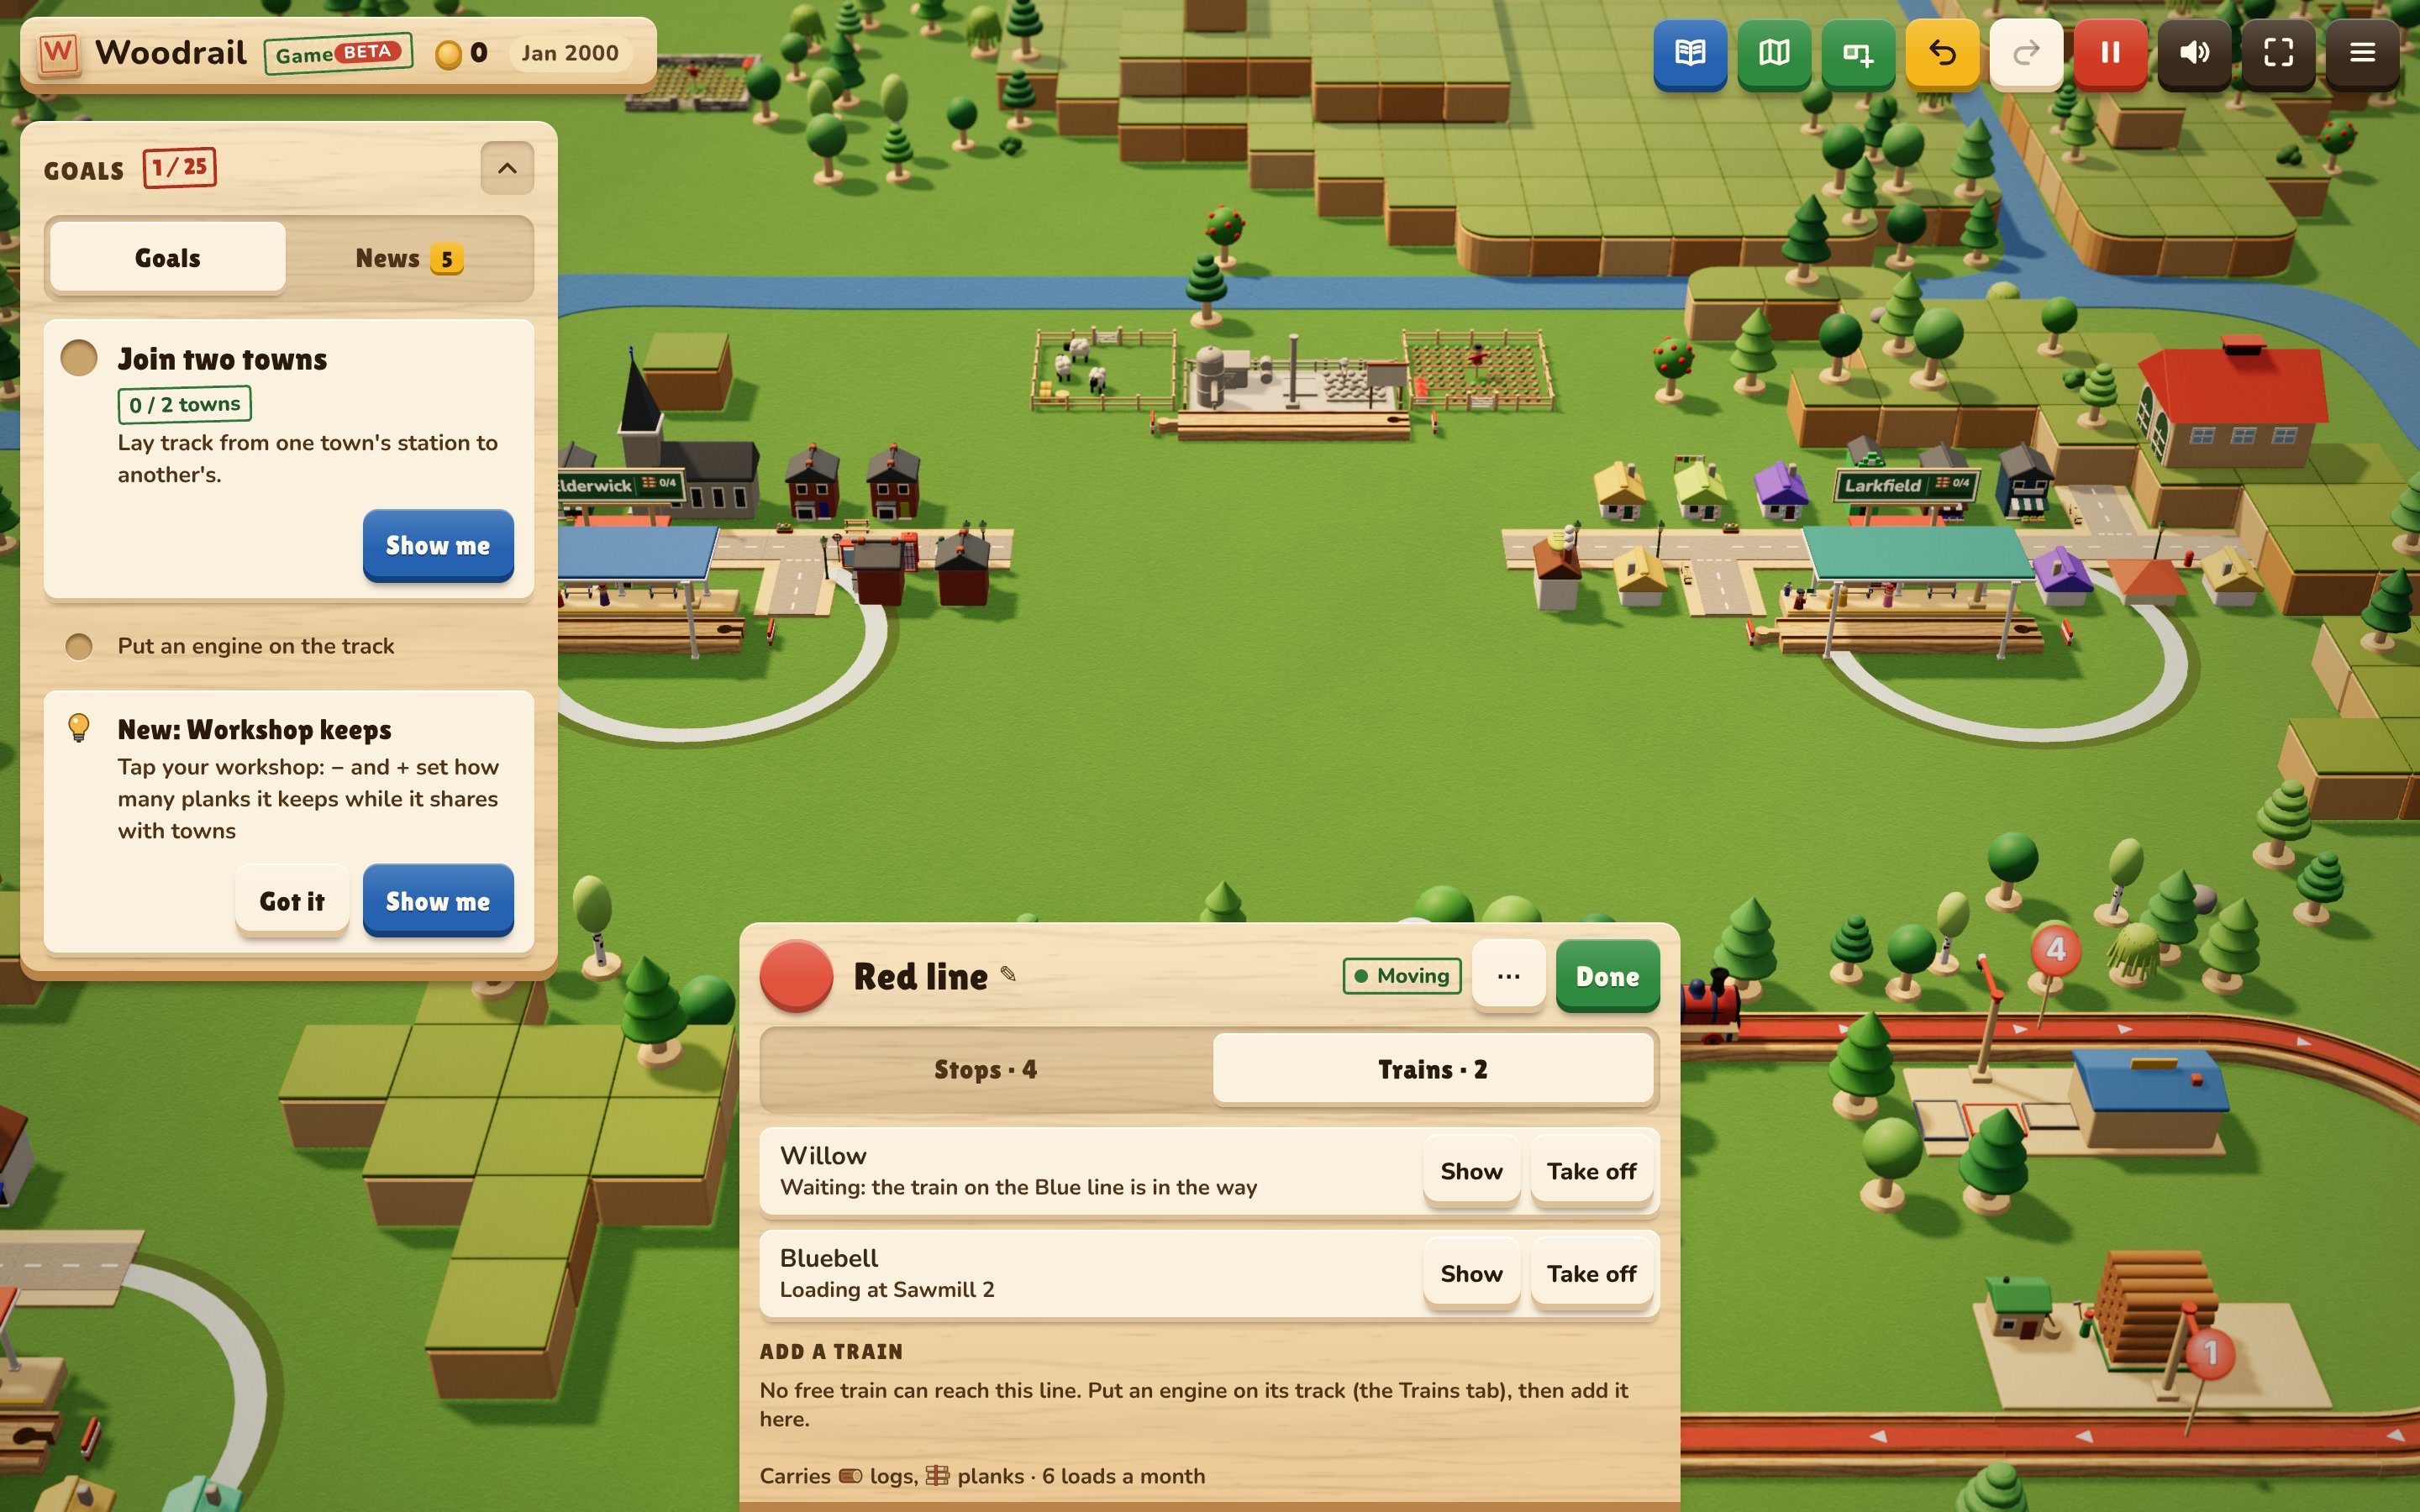 W Woodrail Game BETA 0 Jan 2000
GOALS 1 / 25
Goals News 5
Join two towns
0 / 2 towns
Lay track from one town's station to
another's.
Show me
Put an engine on the track
New: Workshop keeps
Tap your workshop: − and + set how
many planks it keeps while it shares
with towns
Got it Show me
lderwick 0/4
Larkfield 0/4
4
1
Red line ✎ Moving ... Done
Stops · 4 Trains · 2
Willow
Waiting: the train on the Blue line is in the way
Show Take off
Bluebell
Loading at Sawmill 2
Show Take off
ADD A TRAIN
No free train can reach this line. Put an engine on its track (the Trains tab), then add it
here.
Carries logs, planks · 6 loads a month